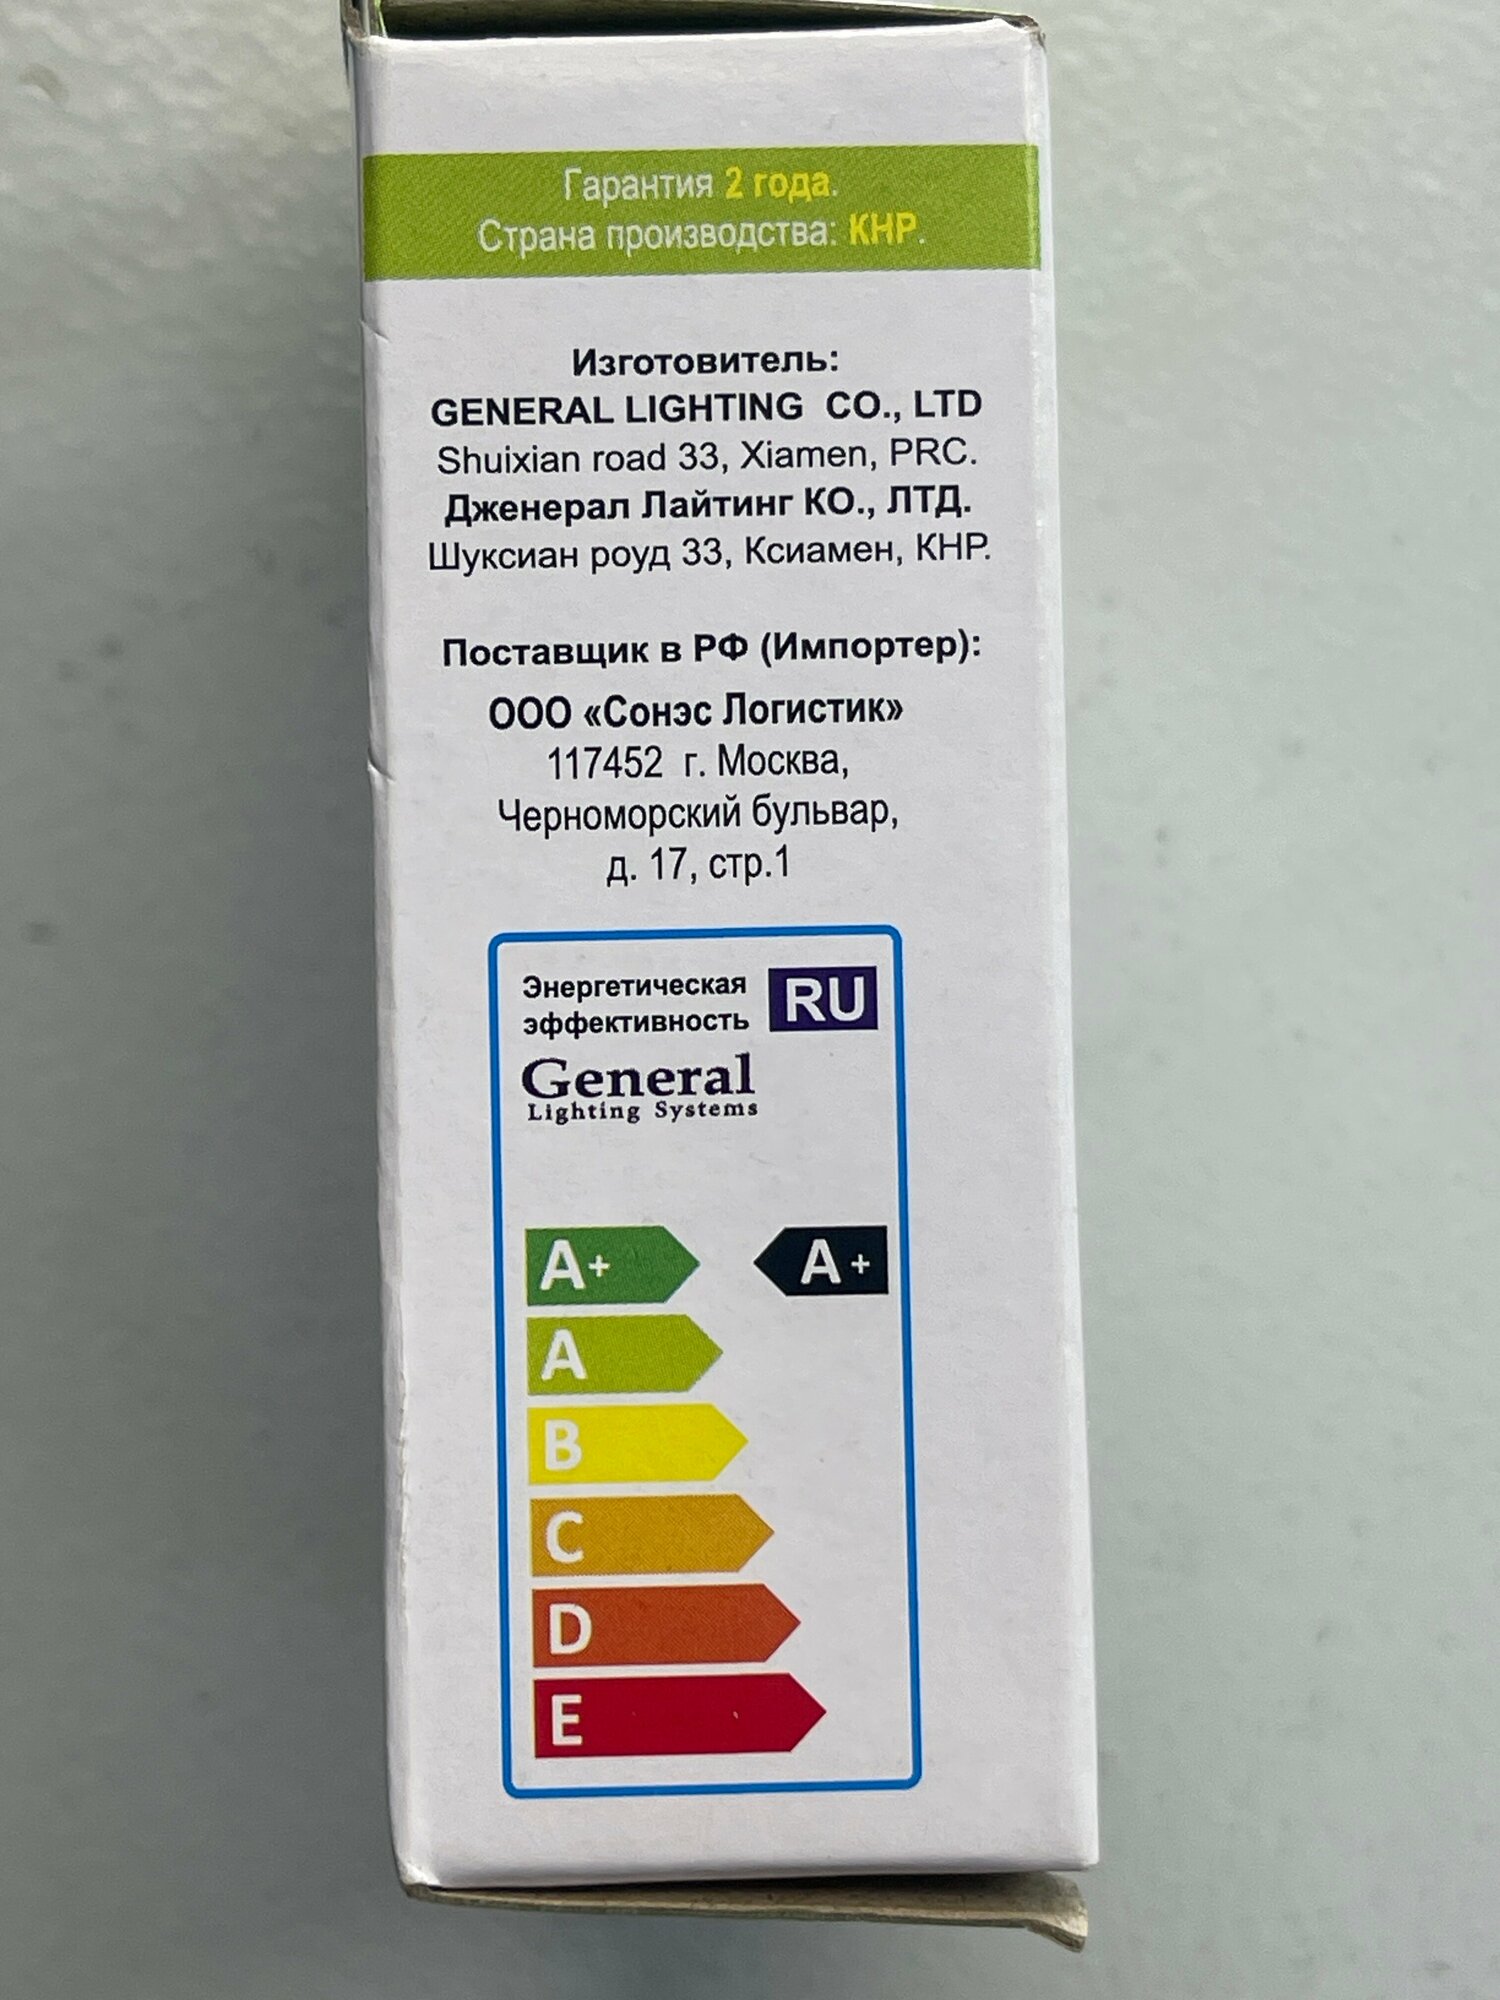 Гарантия 2 года.
Страна производства: КНР.
Изготовитель:
GENERAL LIGHTING CO., LTD
Shuixian road 33, Xiamen, PRC.
Дженерал Лайтинг КО., ЛТД.
Шуксиан роуд 33, Ксиамен, КНР.
Поставщик в РФ (Импортер):
ООО «Сонэс Логистик»
117452 г. Москва,
Черноморский бульвар,
д. 17, стр.1
Энергетическая
эффективность
RU
General
Lighting Systems
A+
A+
A
B
C
D
E